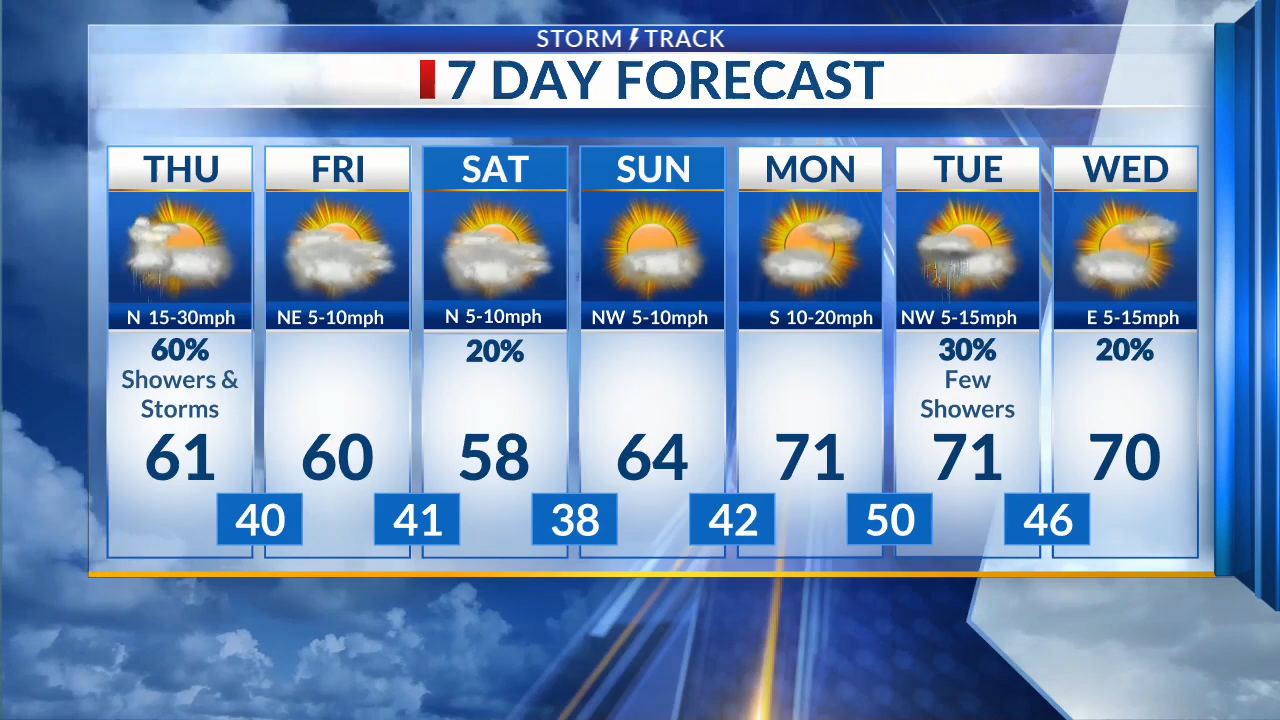 STORM TRACK
7 DAY FORECAST
THU FRI SAT SUN MON TUE WED
N 15-30mph NE 5-10mph N 5-10mph NW 5-10mph S 10-20mph NW 5-15mph E 5-15mph
60% 20% 30% 20%
Showers & Few
Storms Showers
61 60 58 64 71 71 70
40 41 38 42 50 46